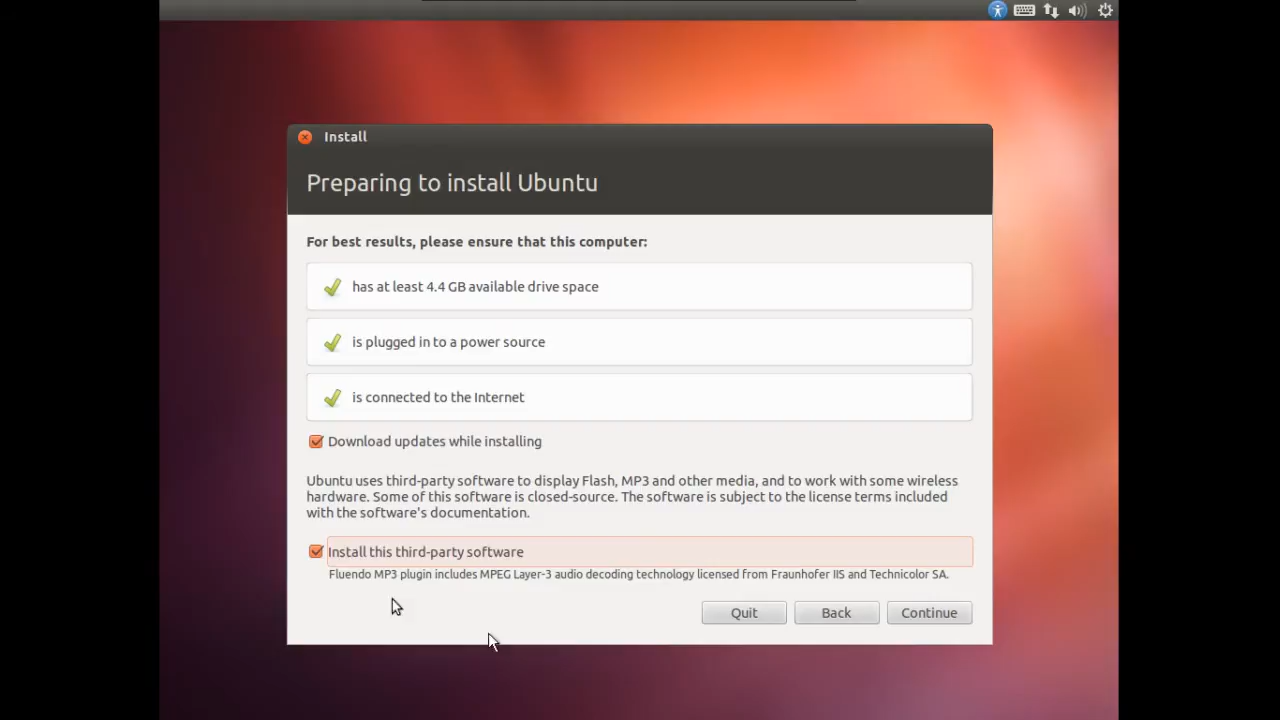 Install
Preparing to install Ubuntu
For best results, please ensure that this computer:
has at least 4.4 GB available drive space
is plugged in to a power source
is connected to the Internet
Download updates while installing
Ubuntu uses third-party software to display Flash, MP3 and other media, and to work with some wireless
hardware. Some of this software is closed-source. The software is subject to the license terms included
with the software's documentation.
Install this third-party software
Fluendo MP3 plugin includes MPEG Layer-3 audio decoding technology licensed from Fraunhofer IIS and Technicolor SA.
Quit Back Continue